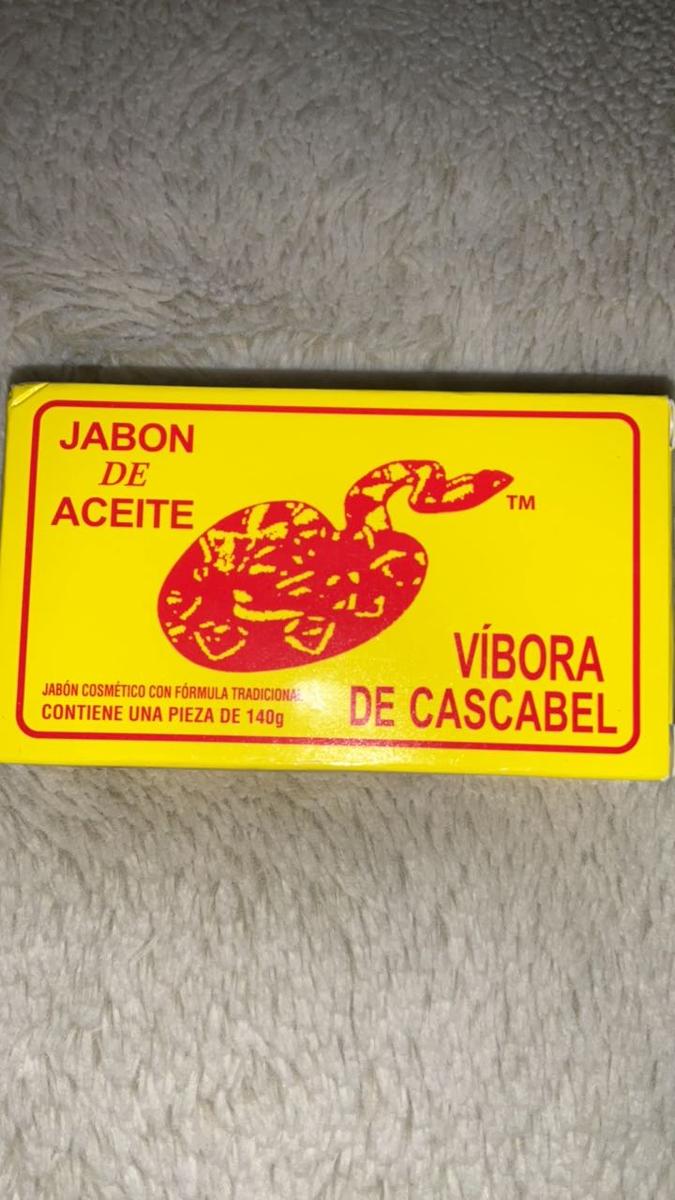 JABON
DE
ACEITE
TM
VÍBORA
DE CASCABEL
JABÓN COSMÉTICO CON FÓRMULA TRADICIONAL
CONTIENE UNA PIEZA DE 140g